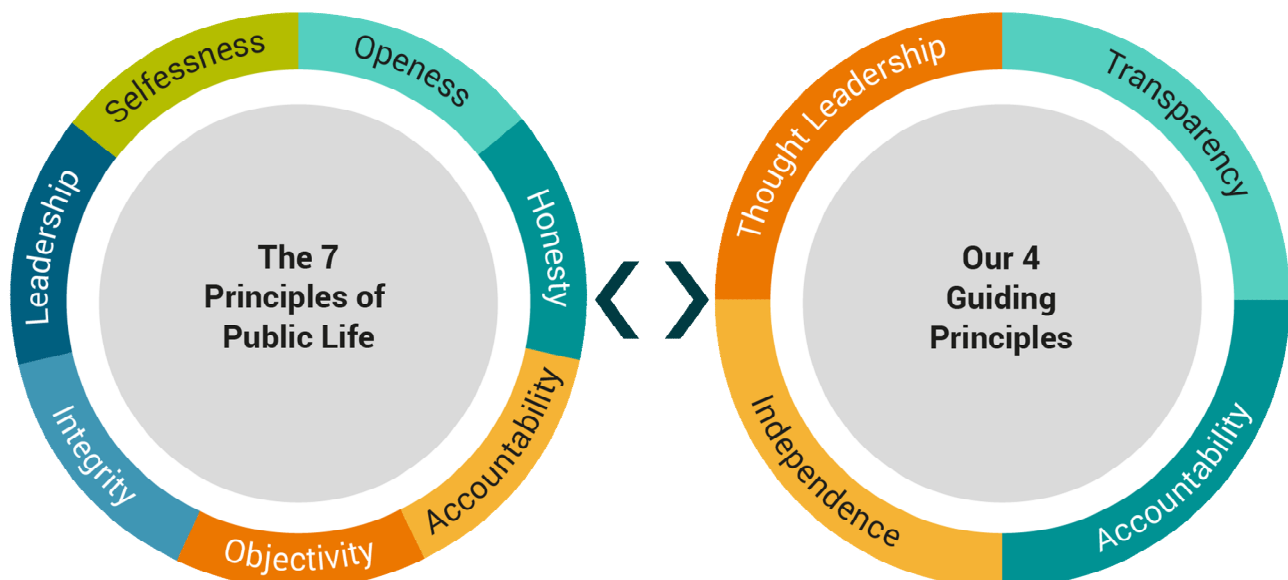 Selfessness
Openess
Honesty
Accountability
Objectivity
Integrity
Leadership
The 7
Principles of
Public Life
Thought Leadership
Transparency
Accountability
Independence
Our 4
Guiding
Principles